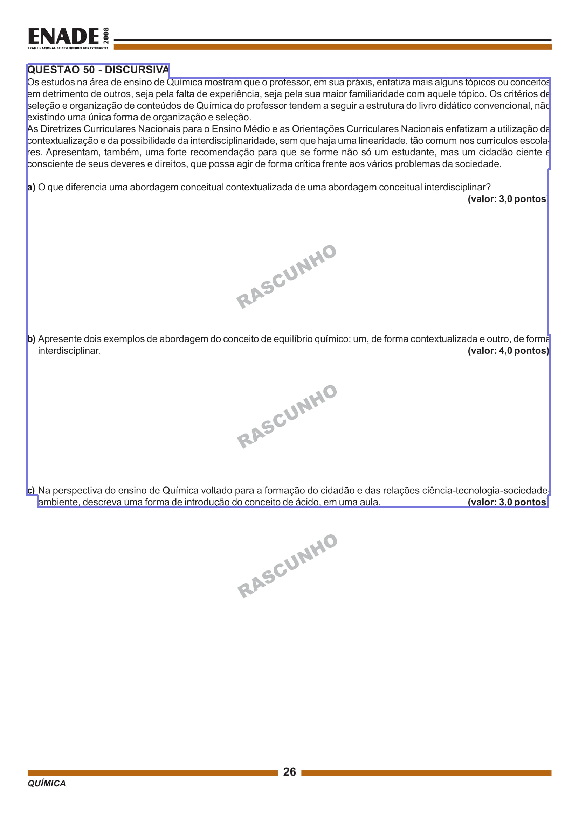 ENADE 2008
EXAME NACIONAL DE DESEMPENHO DOS ESTUDANTES
QUESTÃO 50 - DISCURSIVA
Os estudos na área de ensino de Química mostram que o professor, em sua práxis, enfatiza mais alguns tópicos ou conceitos
em detrimento de outros, seja pela falta de experiência, seja pela sua maior familiaridade com aquele tópico. Os critérios de
seleção e organização de conteúdos de Química do professor tendem a seguir a estrutura do livro didático convencional, não
existindo uma única forma de organização e seleção.
As Diretrizes Curriculares Nacionais para o Ensino Médio e as Orientações Curriculares Nacionais enfatizam a utilização da
contextualização e da possibilidade da interdisciplinaridade, sem que haja uma linearidade, tão comum nos currículos escola-
res. Apresentam, também, uma forte recomendação para que se forme não só um estudante, mas um cidadão ciente e
consciente de seus deveres e direitos, que possa agir de forma crítica frente aos vários problemas da sociedade.
a) O que diferencia uma abordagem conceitual contextualizada de uma abordagem conceitual interdisciplinar?
(valor: 3,0 pontos)
RASCUNHO
b) Apresente dois exemplos de abordagem do conceito de equilíbrio químico: um, de forma contextualizada e outro, de forma
interdisciplinar. (valor: 4,0 pontos)
RASCUNHO
c) Na perspectiva do ensino de Química voltado para a formação do cidadão e das relações ciência-tecnologia-sociedade-
ambiente, descreva uma forma de introdução do conceito de ácido, em uma aula. (valor: 3,0 pontos)
RASCUNHO
26
QUÍMICA